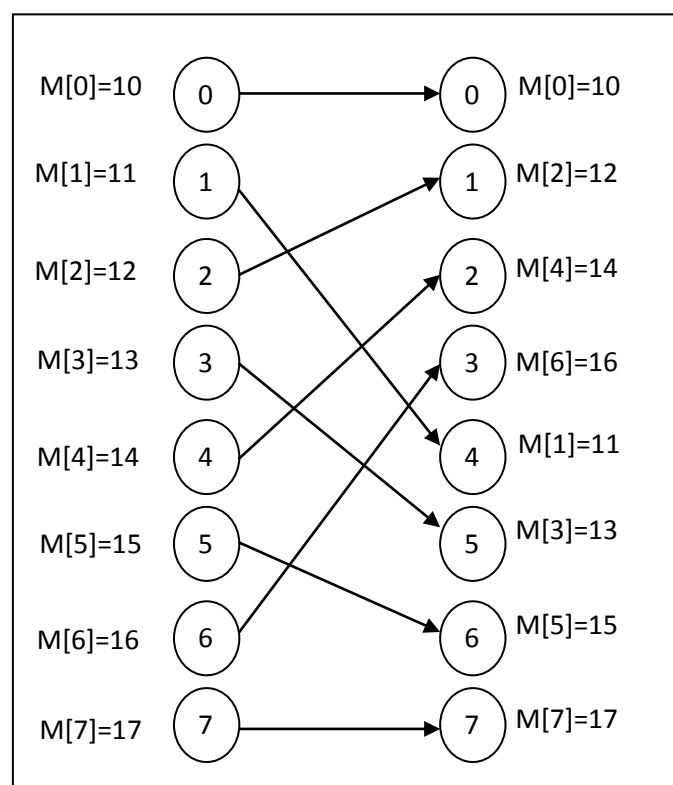 M[0]=10 0 0 M[0]=10
M[1]=11 1 1 M[2]=12
M[2]=12 2 2 M[4]=14
M[3]=13 3 3 M[6]=16
M[4]=14 4 4 M[1]=11
M[5]=15 5 5 M[3]=13
M[6]=16 6 6 M[5]=15
M[7]=17 7 7 M[7]=17